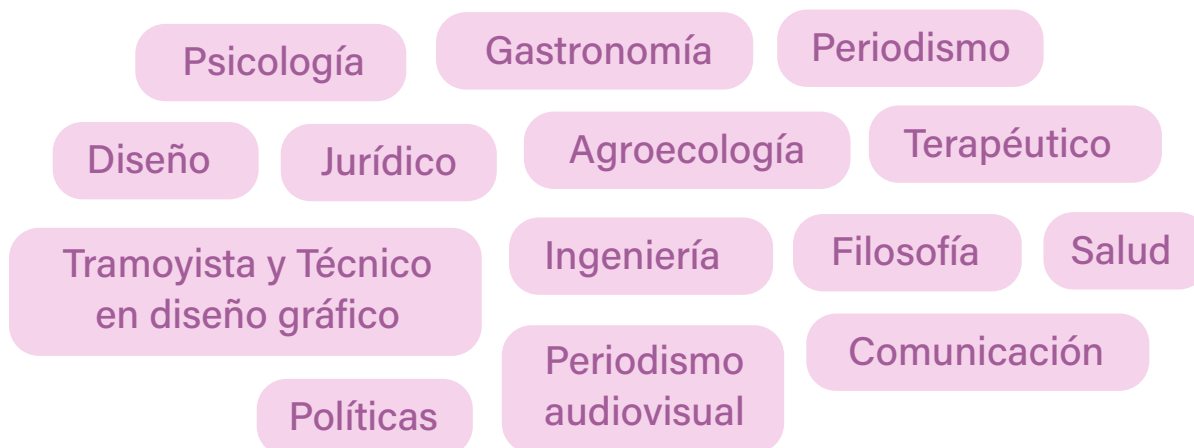 Psicología
Gastronomía
Periodismo
Diseño
Jurídico
Agroecología
Terapéutico
Tramoyista y Técnico
en diseño gráfico
Ingeniería
Filosofía
Salud
Periodismo
audiovisual
Comunicación
Políticas